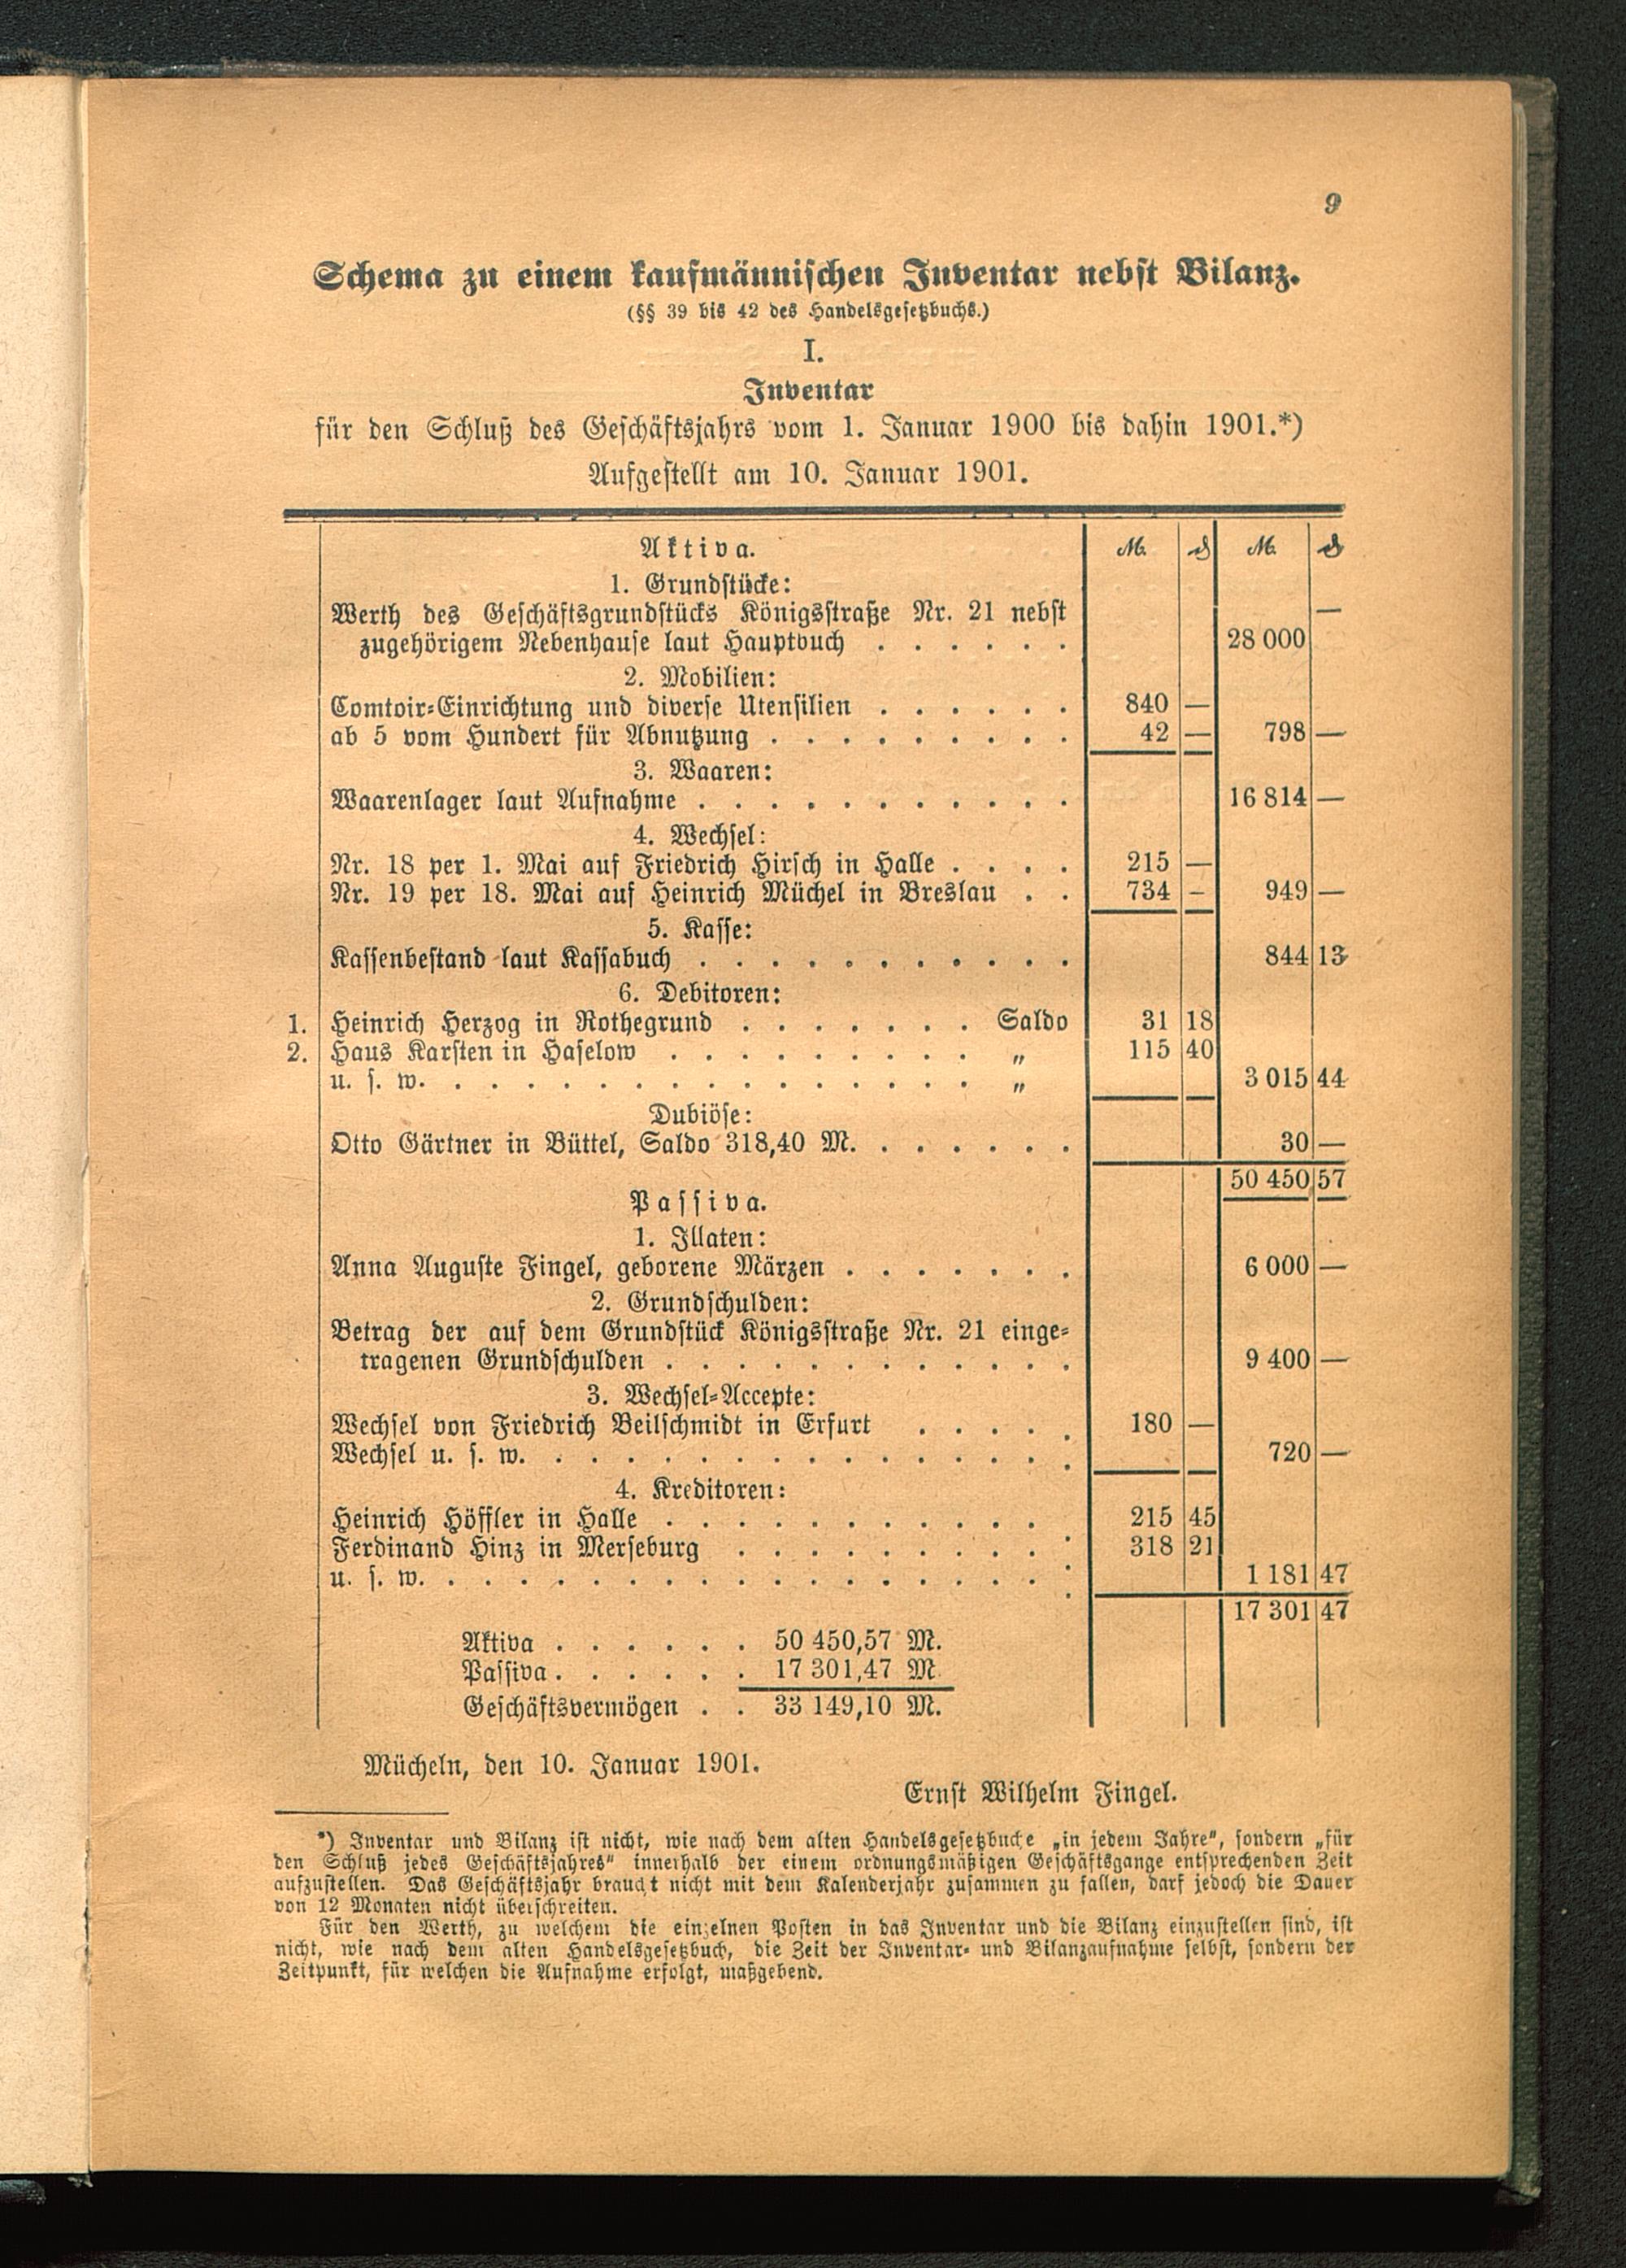 9
Schema zu einem kaufmännischen Inventar nebst Bilanz.
(§§ 39 bis 42 des Handelsgesetzbuchs.)
I.
Inventar
für den Schluß des Geschäftsjahrs vom 1. Januar 1900 bis dahin 1901.*)
Aufgestellt am 10. Januar 1901.
Aktiva. M. ₰ M. ₰
1. Grundstücke:
Werth des Geschäftsgrundstücks Königsstraße Nr. 21 nebst —
zugehörigem Nebenhause laut Hauptbuch . . . . . . 28 000
2. Mobilien:
Comtoir-Einrichtung und diverse Utensilien . . . . . . 840 —
ab 5 vom Hundert für Abnutzung . . . . . . . . . 42 — 798 —
3. Waaren:
Waarenlager laut Aufnahme . . . . . . . . . . . 16 814 —
4. Wechsel:
Nr. 18 per 1. Mai auf Friedrich Hirsch in Halle . . . . 215 —
Nr. 19 per 18. Mai auf Heinrich Müchel in Breslau . . 734 — 949 —
5. Kasse:
Kassenbestand laut Kassabuch . . . . . . . . . . . 844 13
6. Debitoren:
1. Heinrich Herzog in Rothegrund . . . . . . . Saldo 31 18
2. Haus Karsten in Haselow . . . . . . . . . „ 115 40
u. s. w. . . . . . . . . . . . . . . . „ 3 015 44
Dubiöse:
Otto Gärtner in Büttel, Saldo 318,40 M. . . . . . . 30 —
50 450 57
Passiva.
1. Illaten:
Anna Auguste Fingel, geborene Märzen . . . . . . . 6 000 —
2. Grundschulden:
Betrag der auf dem Grundstück Königsstraße Nr. 21 einge-
tragenen Grundschulden . . . . . . . . . . . . 9 400 —
3. Wechsel-Accepte:
Wechsel von Friedrich Beilschmidt in Erfurt . . . . . 180 —
Wechsel u. s. w. . . . . . . . . . . . . . . . 720 —
4. Kreditoren:
Heinrich Höffler in Halle . . . . . . . . . . . 215 45
Ferdinand Hinz in Merseburg . . . . . . . . . . 318 21
u. s. w. . . . . . . . . . . . . . . . . . . 1 181 47
17 301 47
Aktiva . . . . . . 50 450,57 M.
Passiva . . . . . . 17 301,47 M.
Geschäftsvermögen . . 33 149,10 M.
Mücheln, den 10. Januar 1901.
Ernst Wilhelm Fingel.
*) Inventar und Bilanz ist nicht, wie nach dem alten Handelsgesetzbuche „in jedem Jahre“, sondern „für
den Schluß jedes Geschäftsjahres“ innerhalb der einem ordnungsmäßigen Geschäftsgange entsprechenden Zeit
aufzustellen. Das Geschäftsjahr braucht nicht mit dem Kalenderjahr zusammen zu fallen, darf jedoch die Dauer
von 12 Monaten nicht überschreiten.
Für den Werth, zu welchem die einzelnen Posten in das Inventar und die Bilanz einzustellen sind, ist
nicht, wie nach dem alten Handelsgesetzbuch, die Zeit der Inventar- und Bilanzaufnahme selbst, sondern der
Zeitpunkt, für welchen die Aufnahme erfolgt, maßgebend.